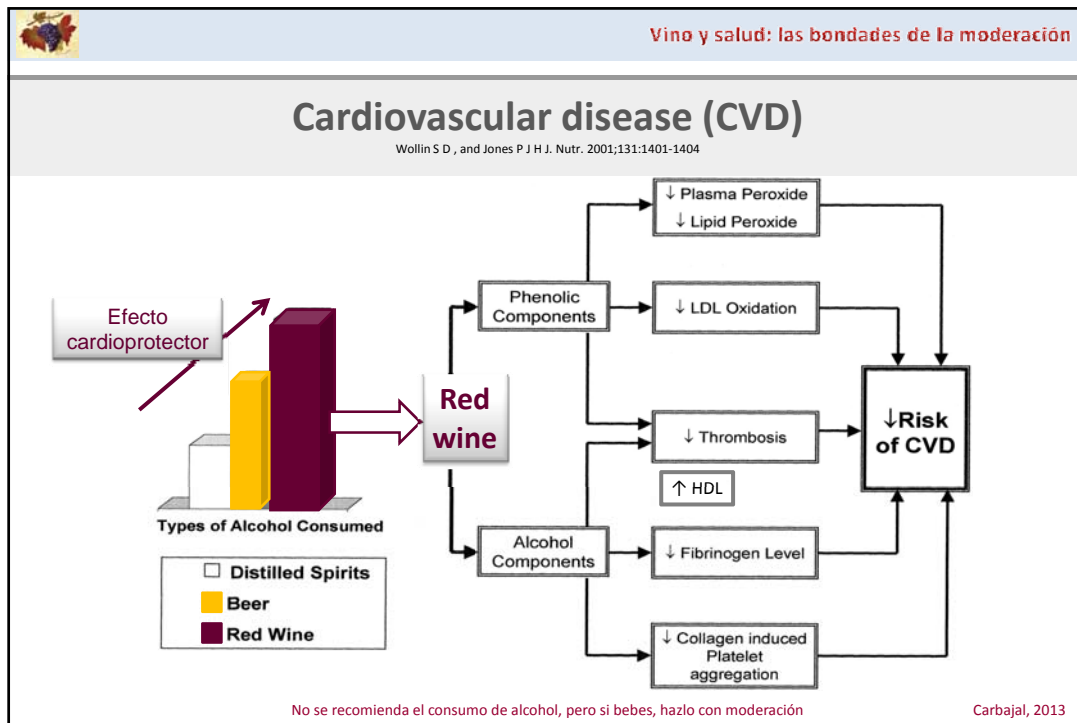 Vino y salud: las bondades de la moderación
Cardiovascular disease (CVD)
Wollin S D , and Jones P J H J. Nutr. 2001;131:1401-1404
Efecto
cardioprotector
Types of Alcohol Consumed
Distilled Spirits
Beer
Red Wine
Red
wine
Phenolic
Components
Alcohol
Components
↓ Plasma Peroxide
↓ Lipid Peroxide
↓ LDL Oxidation
↓ Thrombosis
↑ HDL
↓ Fibrinogen Level
↓ Collagen induced
Platelet
aggregation
↓Risk
of CVD
No se recomienda el consumo de alcohol, pero si bebes, hazlo con moderación
Carbajal, 2013